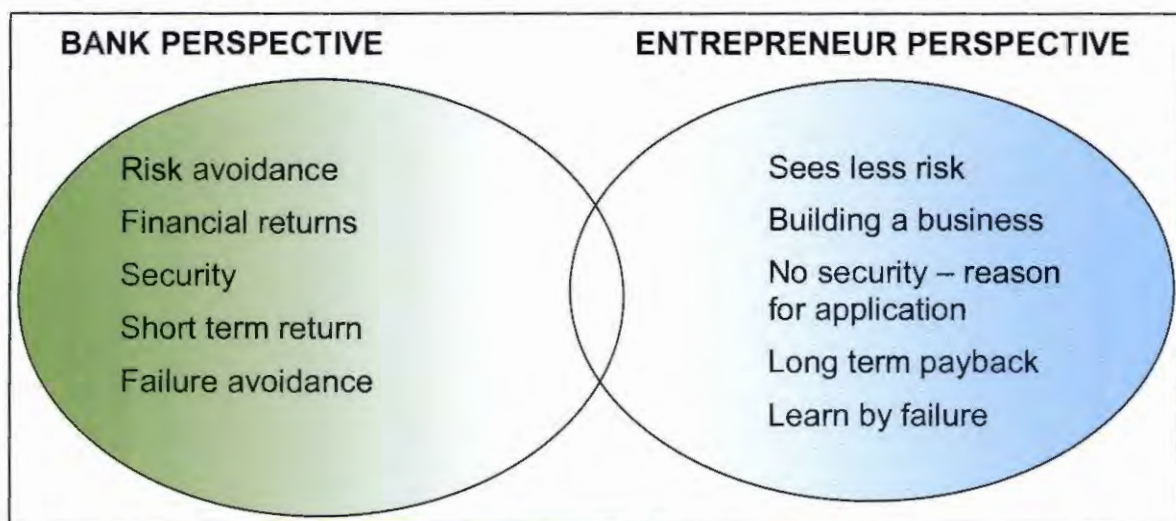 BANK PERSPECTIVE
ENTREPRENEUR PERSPECTIVE
Risk avoidance
Financial returns
Security
Short term return
Failure avoidance
Sees less risk
Building a business
No security – reason
for application
Long term payback
Learn by failure